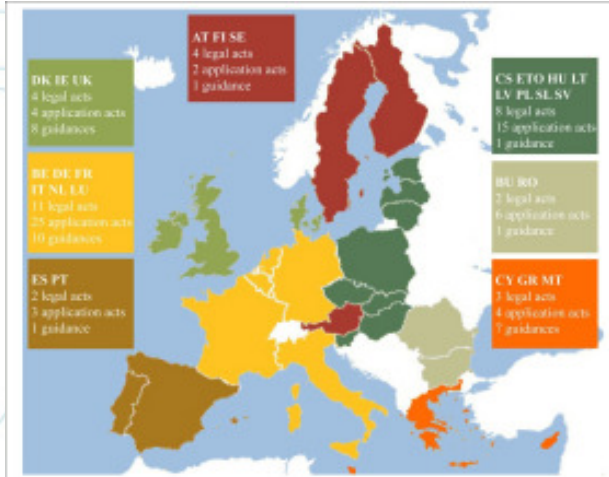 AT FI SE
4 legal acts
2 application acts
1 guidance
DK IE UK
4 legal acts
4 application acts
8 guidances
BE DE FR
IT NL LU
11 legal acts
25 application acts
10 guidances
ES PT
2 legal acts
3 application acts
1 guidance
CS ETO HU LT
LV PL SL SV
8 legal acts
15 application acts
1 guidance
BU RO
2 legal acts
6 application acts
1 guidance
CY GR MT
3 legal acts
4 application acts
7 guidances